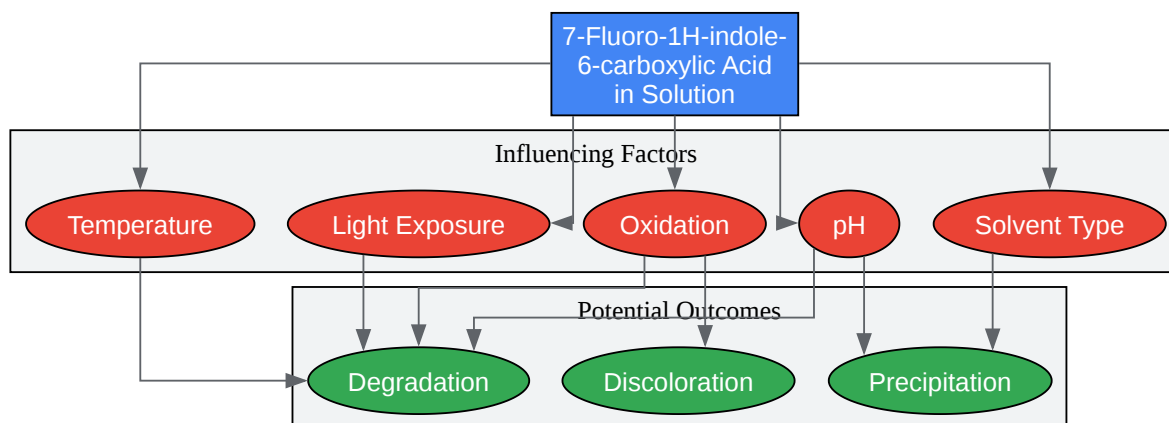 7-Fluoro-1H-indole-
6-carboxylic Acid
in Solution
Influencing Factors
Temperature
Light Exposure
Oxidation
pH
Solvent Type
Potential Outcomes
Degradation
Discoloration
Precipitation